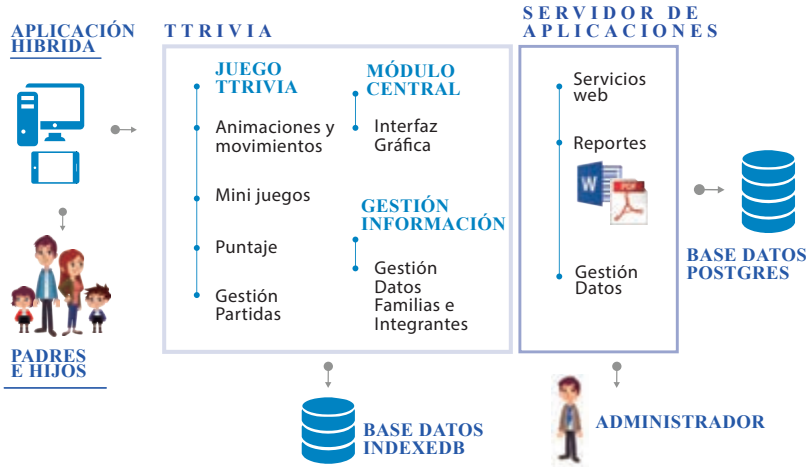 APLICACIÓN
HIBRIDA
PADRES
E HIJOS
TTRIVIA
JUEGO
TTRIVIA
Animaciones y
movimientos
Mini juegos
Puntaje
Gestión
Partidas
MÓDULO
CENTRAL
Interfaz
Gráfica
GESTIÓN
INFORMACIÓN
Gestión
Datos
Familias e
Integrantes
BASE DATOS
INDEXEDB
SERVIDOR DE
APLICACIONES
Servicios
web
Reportes
W
PDF
Gestión
Datos
ADMINISTRADOR
BASE DATOS
POSTGRES